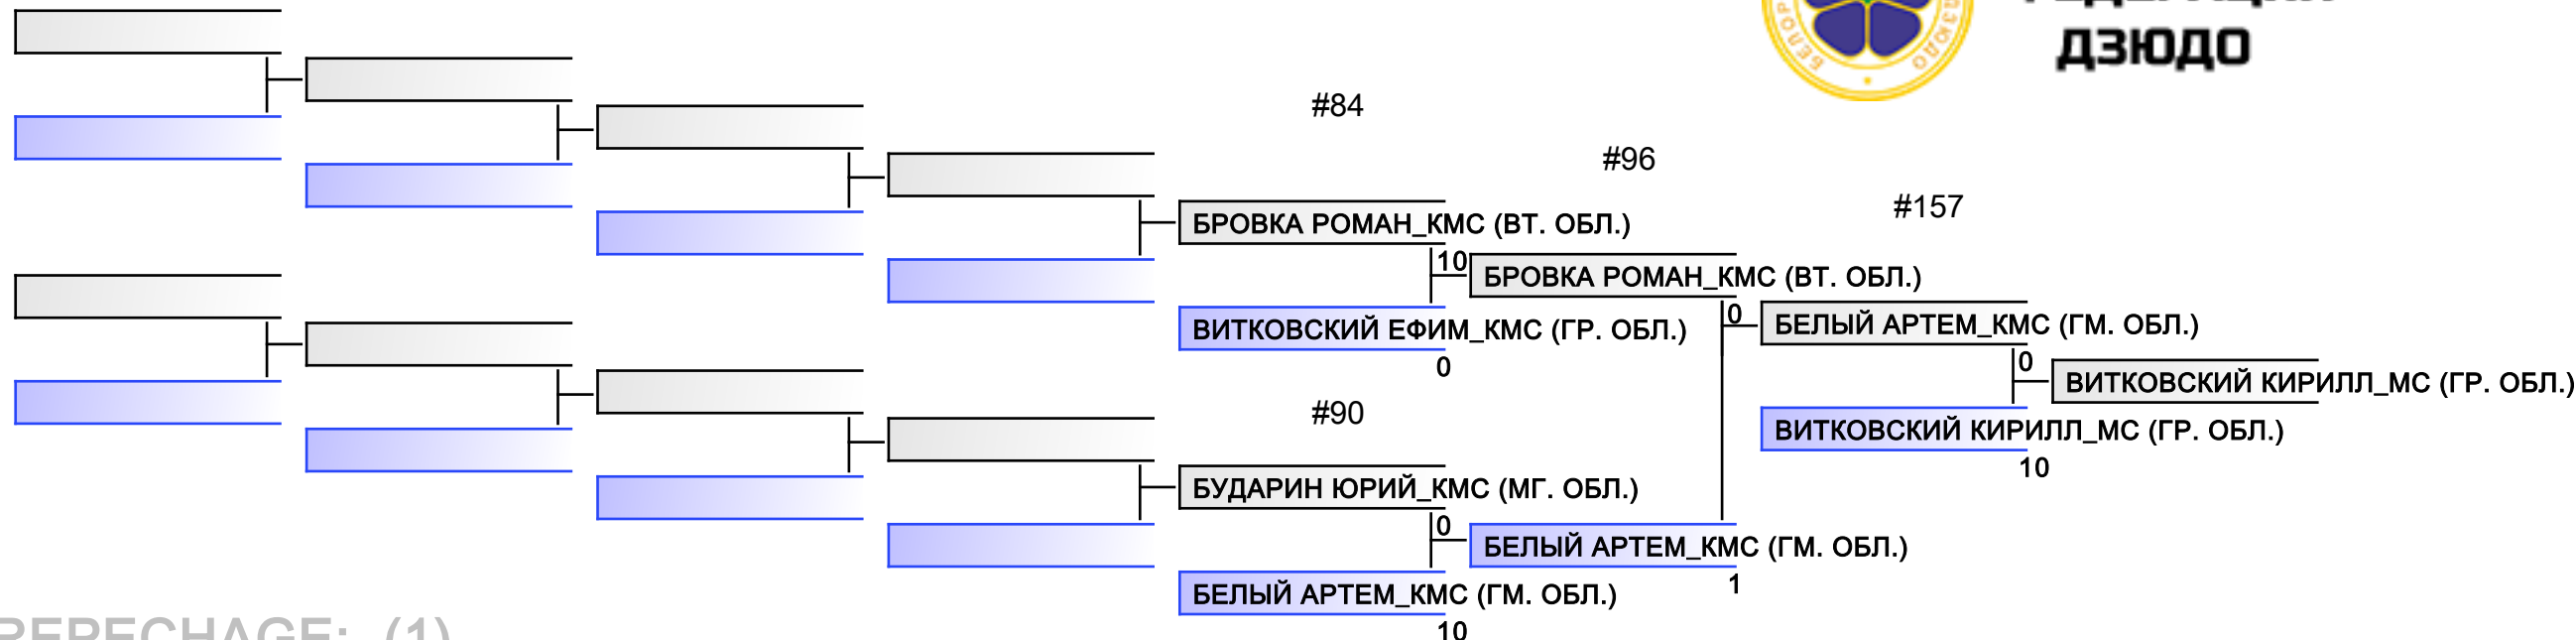 ДЗЮДО
#84
#96
#157
БРОВКА РОМАН_КМС (ВТ. ОБЛ.)
10
БРОВКА РОМАН_КМС (ВТ. ОБЛ.)
0
БЕЛЫЙ АРТЕМ_КМС (ГМ. ОБЛ.)
ВИТКОВСКИЙ ЕФИМ_КМС (ГР. ОБЛ.)
0
0
ВИТКОВСКИЙ КИРИЛЛ_МС (ГР. ОБЛ.)
#90
ВИТКОВСКИЙ КИРИЛЛ_МС (ГР. ОБЛ.)
10
БУДАРИН ЮРИЙ_КМС (МГ. ОБЛ.)
0
БЕЛЫЙ АРТЕМ_КМС (ГМ. ОБЛ.)
1
БЕЛЫЙ АРТЕМ_КМС (ГМ. ОБЛ.)
10
REPECHAGE: (1)